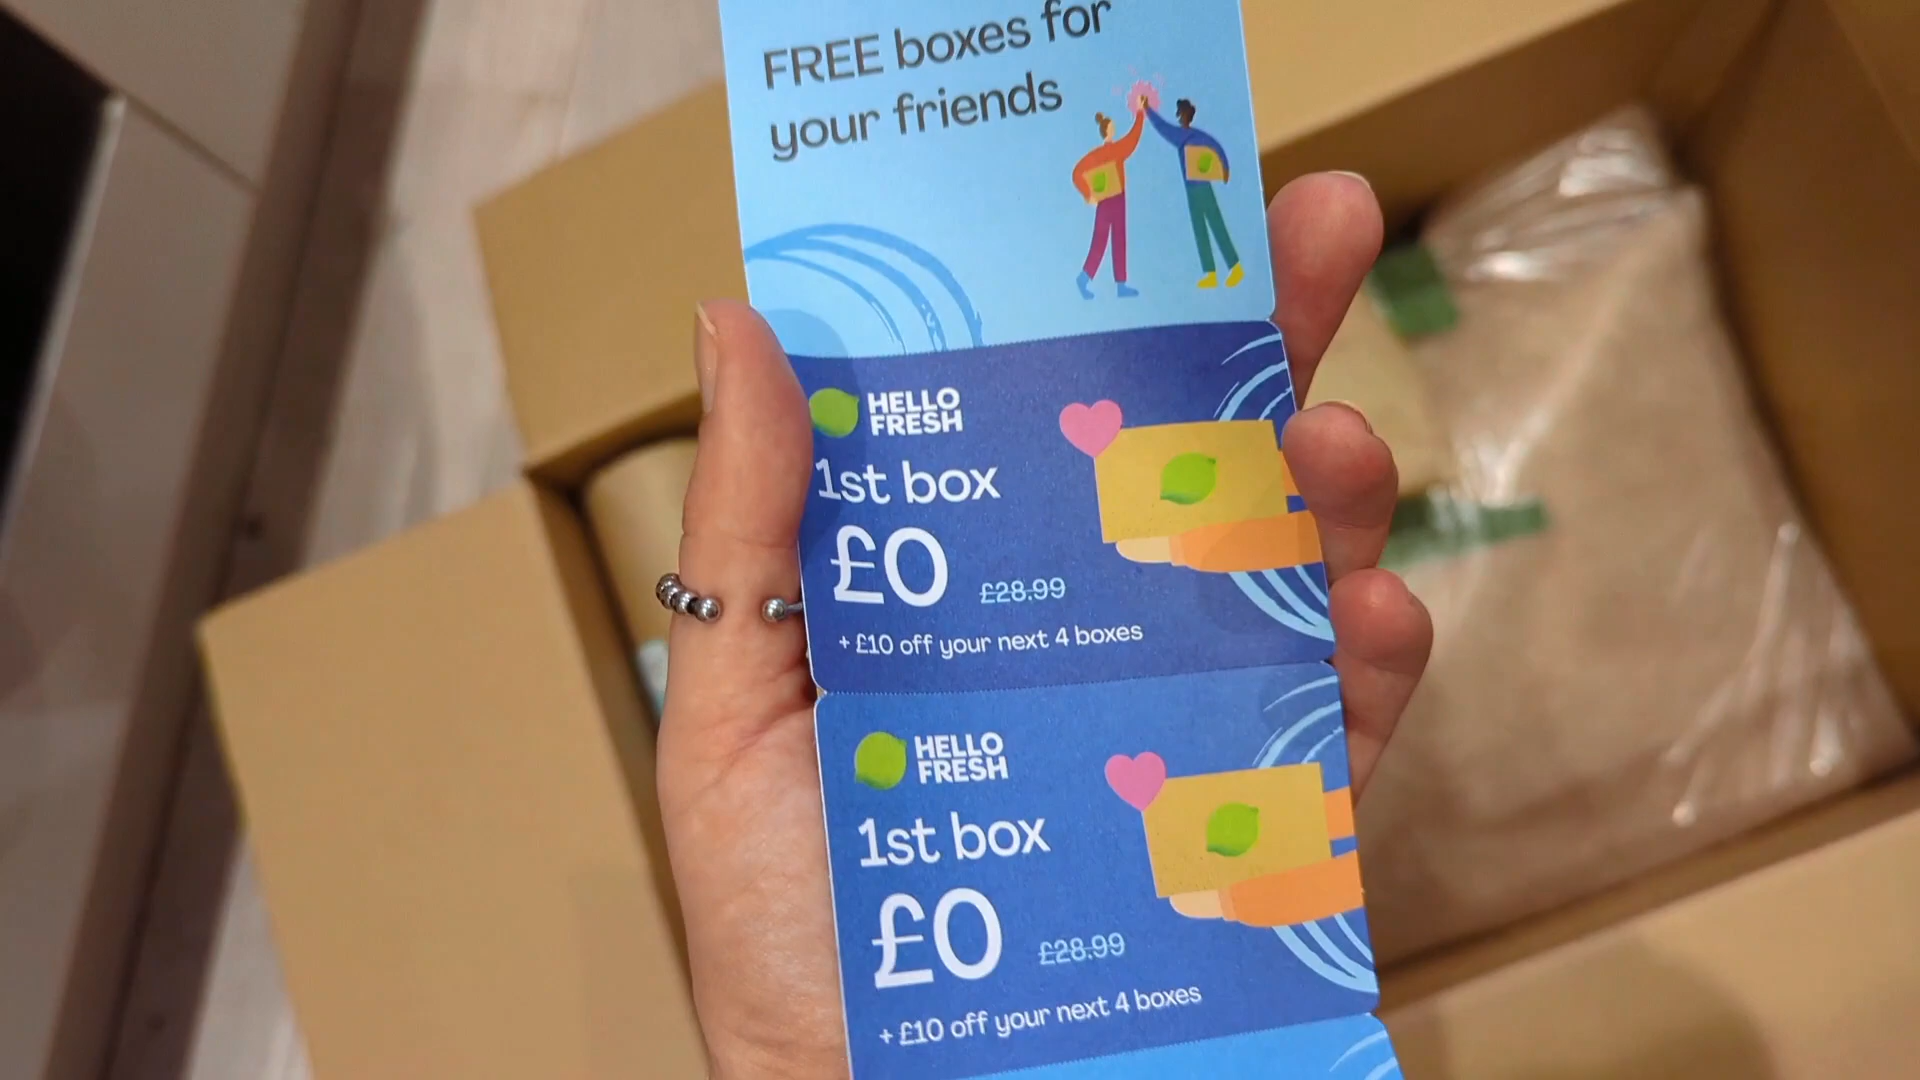 FREE boxes for
your friends
HELLO
FRESH
1st box
£0 £28.99
+ £10 off your next 4 boxes
HELLO
FRESH
1st box
£0 £28.99
+ £10 off your next 4 boxes